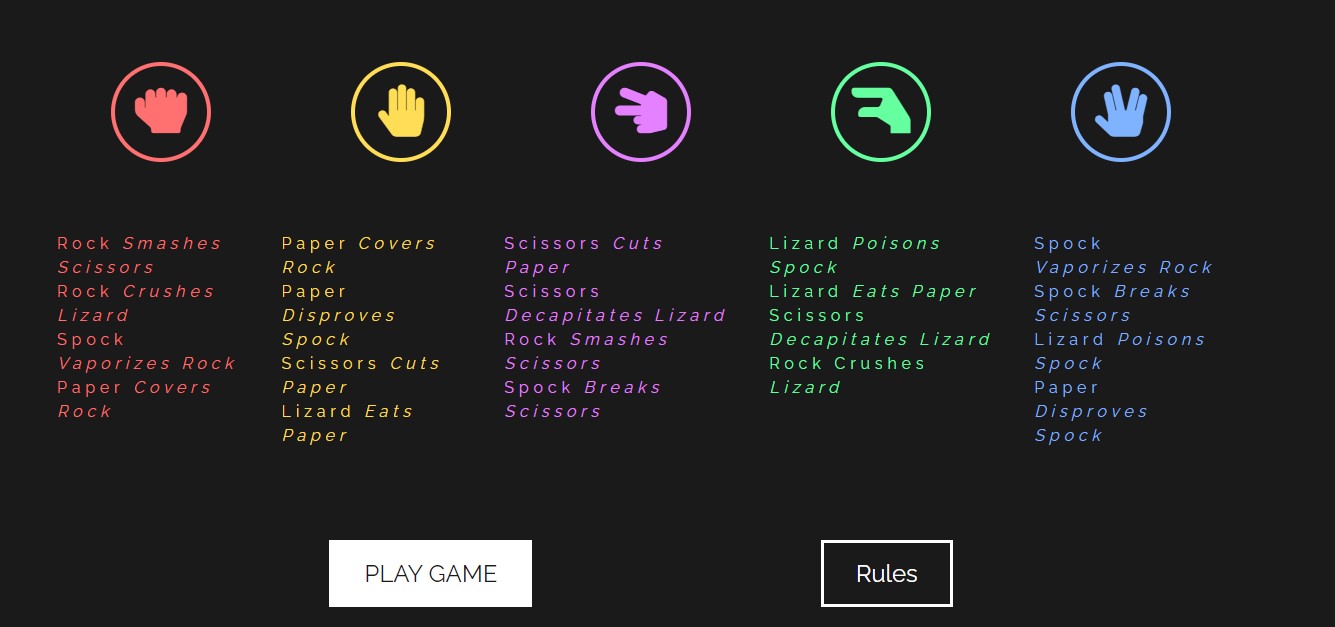 Rock Smashes
Scissors
Rock Crushes
Lizard
Spock
Vaporizes Rock
Paper Covers
Rock
Paper Covers
Rock
Paper
Disproves
Spock
Scissors Cuts
Paper
Lizard Eats
Paper
Scissors Cuts
Paper
Scissors
Decapitates Lizard
Rock Smashes
Scissors
Spock Breaks
Scissors
Lizard Poisons
Spock
Lizard Eats Paper
Scissors
Decapitates Lizard
Rock Crushes
Lizard
Spock
Vaporizes Rock
Spock Breaks
Scissors
Lizard Poisons
Spock
Paper
Disproves
Spock
PLAY GAME
Rules